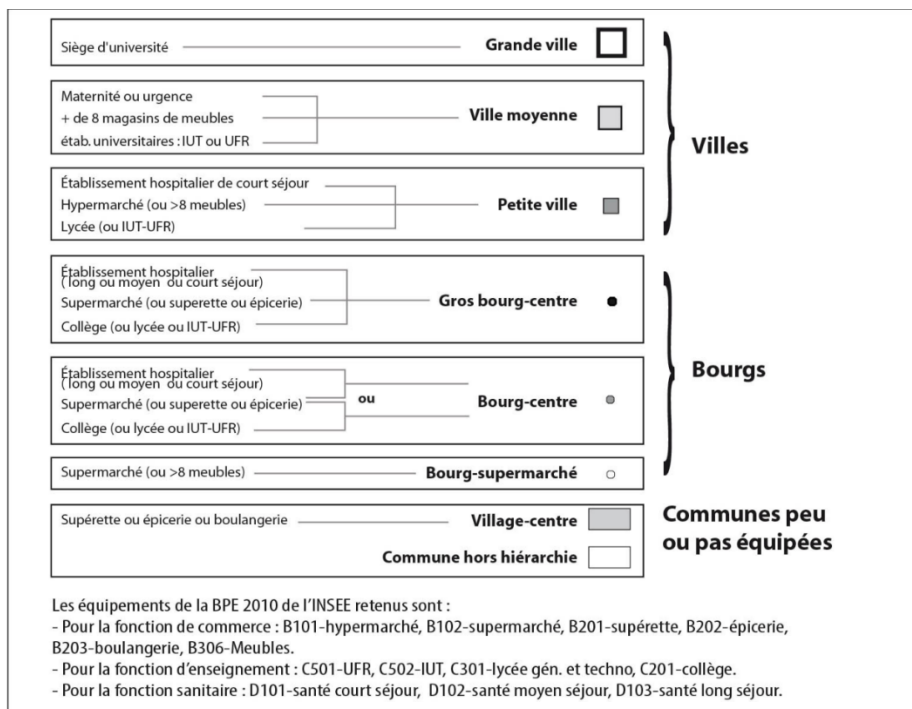 Siège d'université Grande ville
Maternité ou urgence
+ de 8 magasins de meubles Ville moyenne
étab. universitaires : IUT ou UFR
Villes
Établissement hospitalier de court séjour
Hypermarché (ou >8 meubles) Petite ville
Lycée (ou IUT-UFR)
Établissement hospitalier
(long ou moyen ou court séjour)
Supermarché (ou superette ou épicerie) Gros bourg-centre
Collège (ou lycée ou IUT-UFR)
Bourgs
Établissement hospitalier
(long ou moyen ou court séjour)
Supermarché (ou superette ou épicerie) ou Bourg-centre
Collège (ou lycée ou IUT-UFR)
Supermarché (ou >8 meubles) Bourg-supermarché
Supérette ou épicerie ou boulangerie Village-centre
Commune hors hiérarchie
Communes peu
ou pas équipées
Les équipements de la BPE 2010 de l'INSEE retenus sont :
- Pour la fonction de commerce : B101-hypermarché, B102-supermarché, B201-supérette, B202-épicerie,
B203-boulangerie, B306-Meubles.
- Pour la fonction d'enseignement : C501-UFR, C502-IUT, C301-lycée gén. et techno, C201-collège.
- Pour la fonction sanitaire : D101-santé court séjour, D102-santé moyen séjour, D103-santé long séjour.